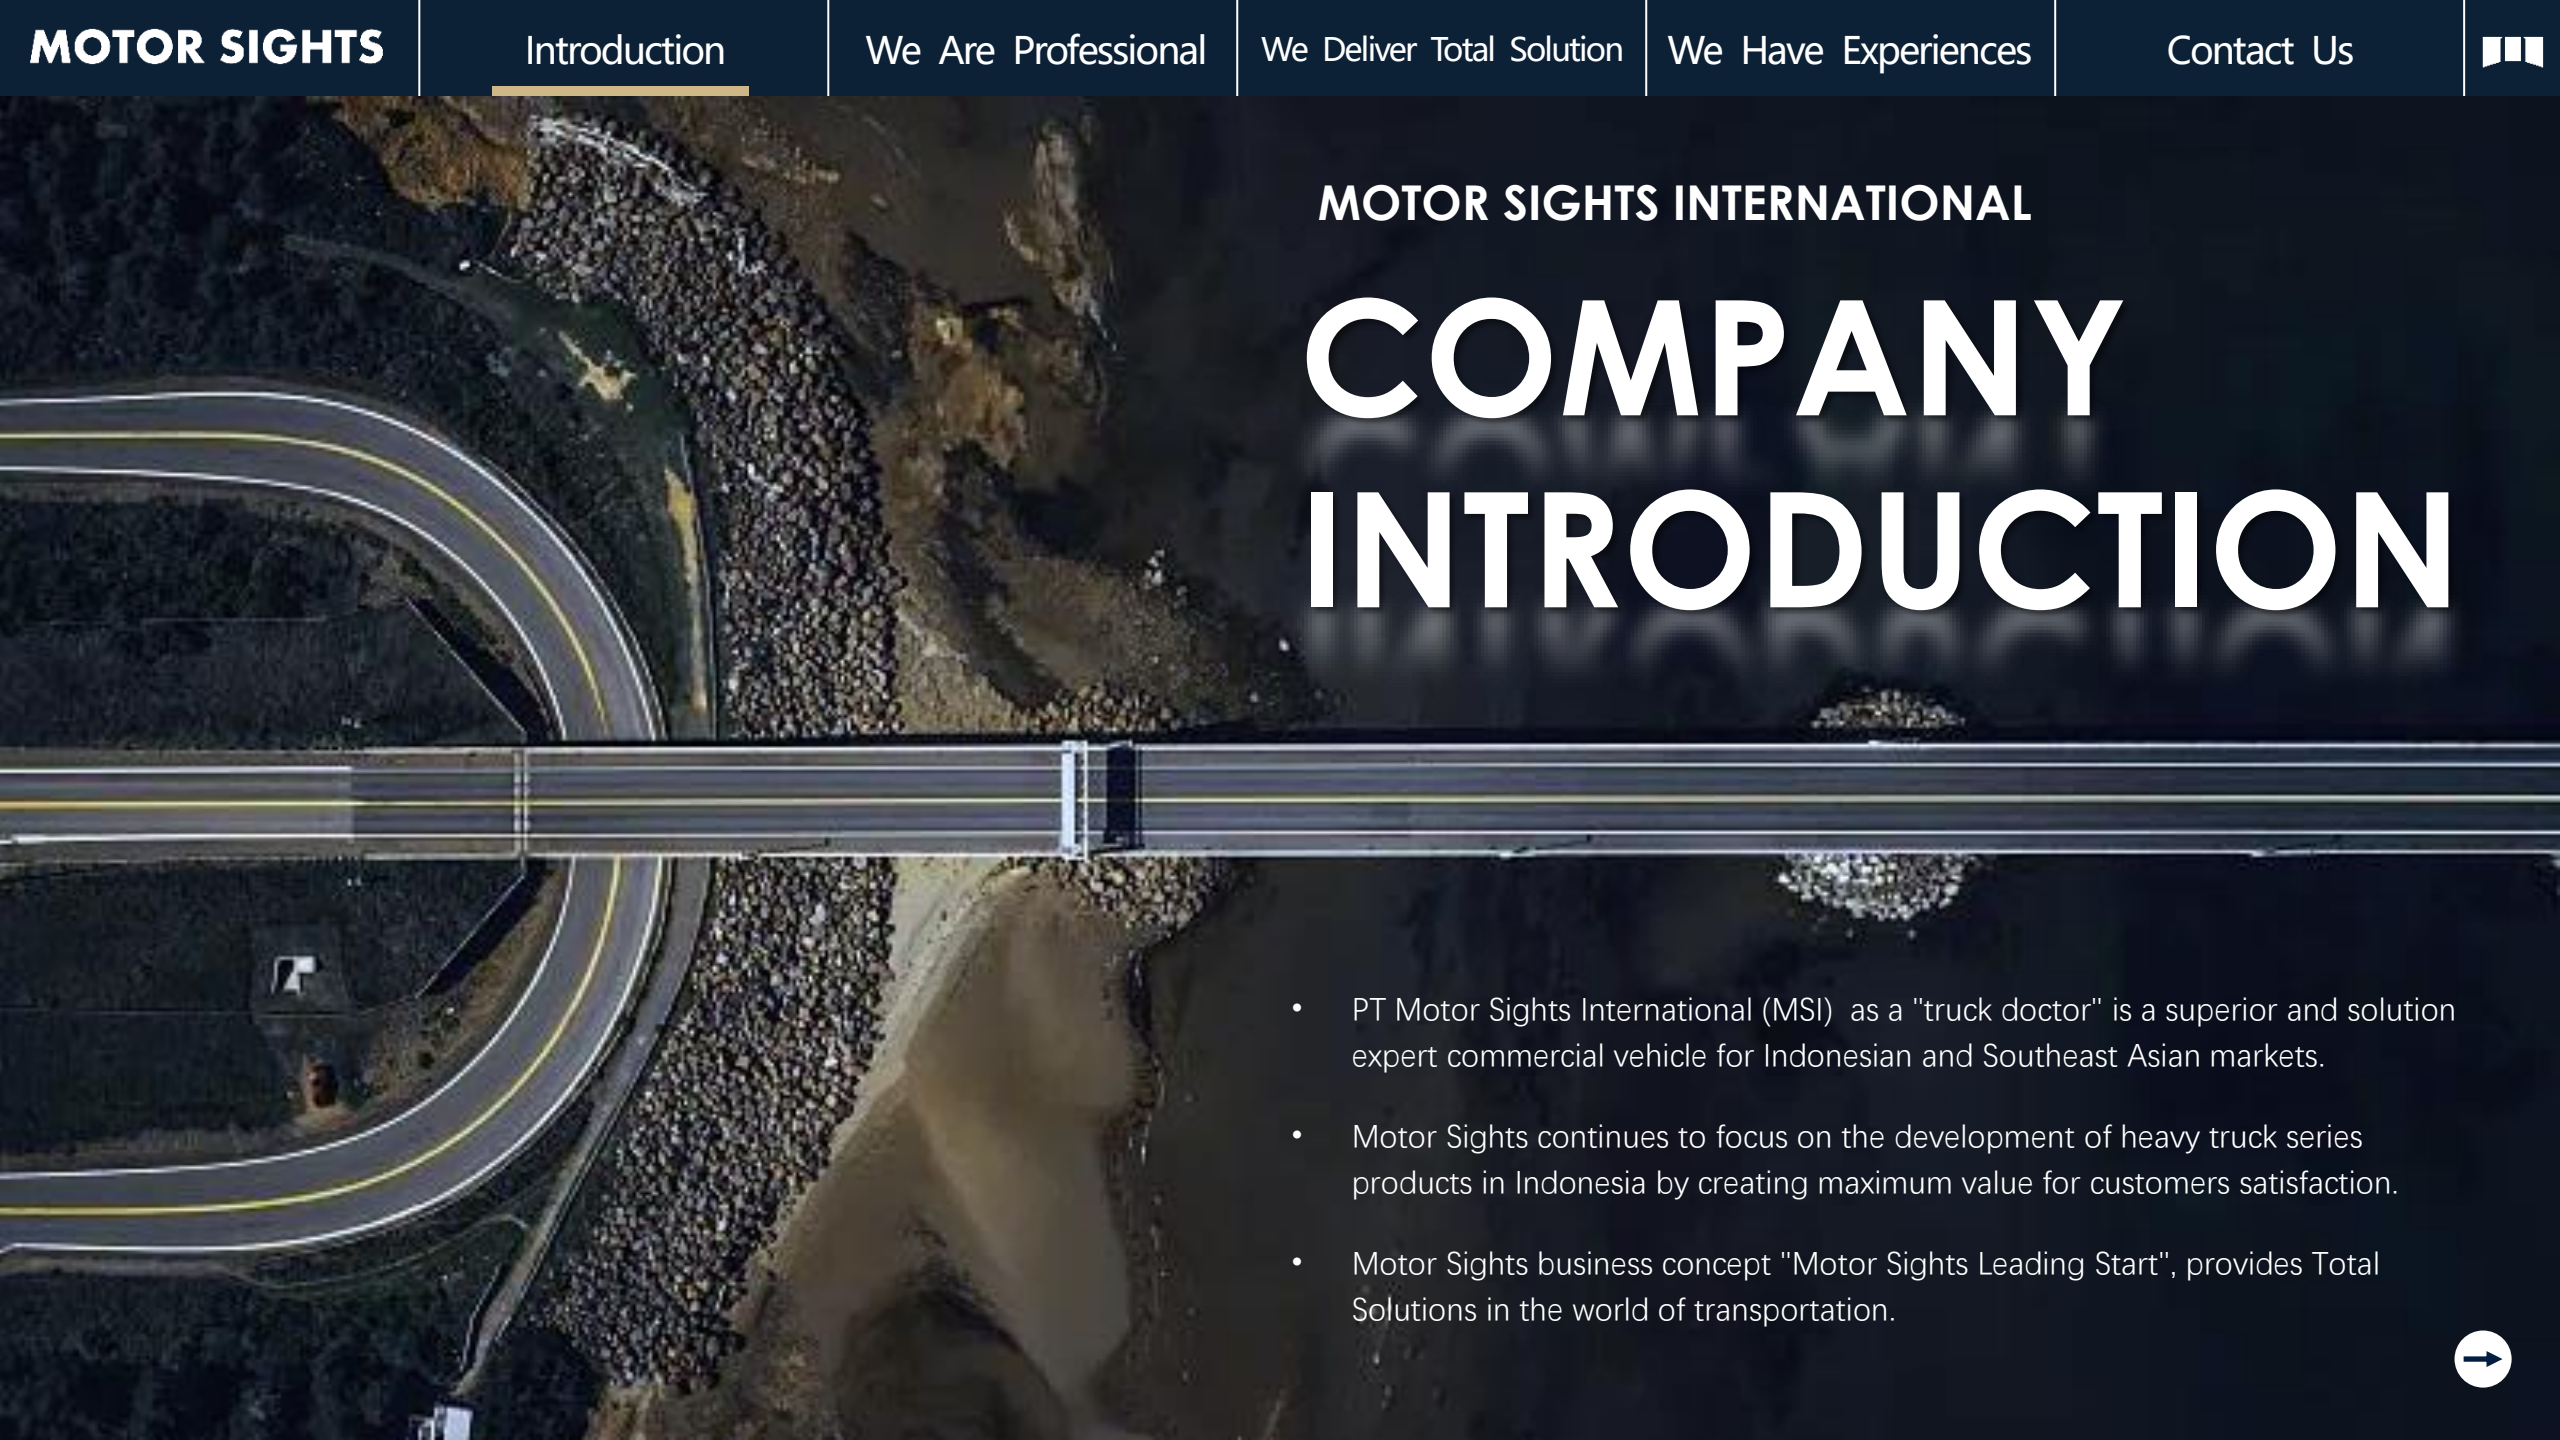 MOTOR SIGHTS
Introduction
We Are Professional
We Deliver Total Solution
We Have Experiences
Contact Us
MOTOR SIGHTS INTERNATIONAL
COMPANY
INTRODUCTION
• PT Motor Sights International (MSI) as a "truck doctor" is a superior and solution
expert commercial vehicle for Indonesian and Southeast Asian markets.
• Motor Sights continues to focus on the development of heavy truck series
products in Indonesia by creating maximum value for customers satisfaction.
• Motor Sights business concept "Motor Sights Leading Start", provides Total
Solutions in the world of transportation.